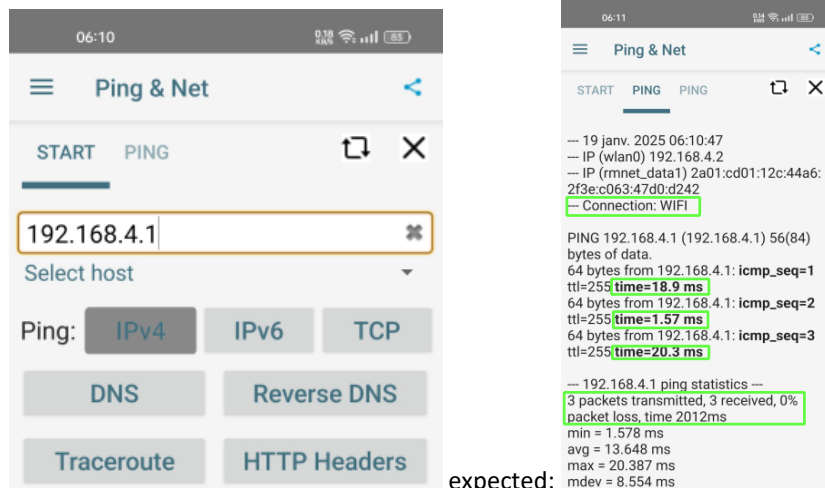 06:10
0,18 KB/S
83
Ping & Net
START PING
192.168.4.1
Select host
Ping: IPv4 IPv6 TCP
DNS Reverse DNS
Traceroute HTTP Headers
expected:
06:11
Ping & Net
START PING PING
--- 19 janv. 2025 06:10:47
--- IP (wlan0) 192.168.4.2
--- IP (rmnet_data1) 2a01:cd01:12c:44a6:
2f3e:c063:47d0:d242
--- Connection: WIFI
PING 192.168.4.1 (192.168.4.1) 56(84)
bytes of data.
64 bytes from 192.168.4.1: icmp_seq=1
ttl=255 time=18.9 ms
64 bytes from 192.168.4.1: icmp_seq=2
ttl=255 time=1.57 ms
64 bytes from 192.168.4.1: icmp_seq=3
ttl=255 time=20.3 ms
--- 192.168.4.1 ping statistics ---
3 packets transmitted, 3 received, 0%
packet loss, time 2012ms
min = 1.578 ms
avg = 13.648 ms
max = 20.387 ms
mdev = 8.554 ms